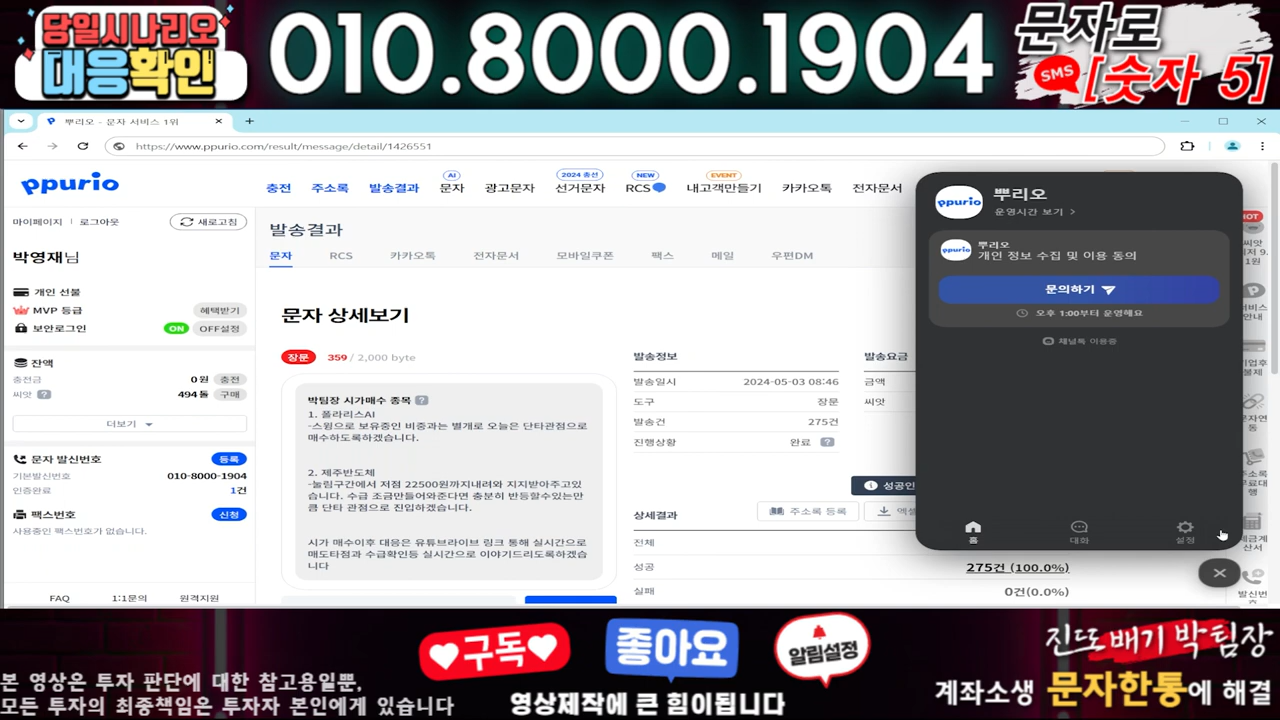 당일시나리오
대응확인
010.8000.1904
문자로
SMS [숫자 5]
뿌리오 - 문자 서비스 1위
https://www.ppurio.com/result/message/detail/1426551
ppurio
충전 주소록 발송결과 AI 문자 광고문자 2024 총선 선거문자 NEW RCS EVENT 내고객만들기 카카오톡 전자문서
마이페이지 | 로그아웃 새로고침
박영재님
개인 선불
MVP 등급 혜택받기
보안로그인 ON OFF설정
잔액
충전금 0원 충전
씨앗 ? 494톨 구매
더보기
문자 발신번호 등록
기본발신번호 010-8000-1904
인증완료 1건
팩스번호 신청
사용중인 팩스번호가 없습니다.
FAQ 1:1문의 원격지원
발송결과
문자 RCS 카카오톡 전자문서 모바일쿠폰 팩스 메일 우편DM
문자 상세보기
장문 359 / 2,000 byte
박팀장 시가매수 종목 ?
1. 폴라리스AI
-스윙으로 보유중인 비중과는 별개로 오늘은 단타관점으로
매수하도록하겠습니다.
2. 제주반도체
-눌림구간에서 저점 22500원까지내려와 지지받아주고있
습니다. 수급 조금만들어와준다면 충분히 반등할수있는만
큼 단타 관점으로 진입하겠습니다.
시가 매수이후 대응은 유튜브라이브 링크 통해 실시간으로
매도타점과 수급확인등 실시간으로 이야기드리도록하겠습
니다
발송정보
발송일시 2024-05-03 08:46
도구 장문
발송건 275건
진행상황 완료 ?
발송요금
금액
씨앗
성공인
상세결과 주소록 등록 엑셀
전체
성공 275건 (100.0%)
실패 0건(0.0%)
ppurio 뿌리오
운영시간 보기 >
ppurio 뿌리오
개인 정보 수집 및 이용 동의
문의하기
오후 1:00부터 운영해요
채널톡 이용중
홈 대화 설정
구독
좋아요
알림설정
영상제작에 큰 힘이됩니다
본 영상은 투자 판단에 대한 참고용일뿐,
모든 투자의 최종책임은 투자자 본인에게 있습니다
진또배기 박팀장
계좌소생 문자한통에 해결